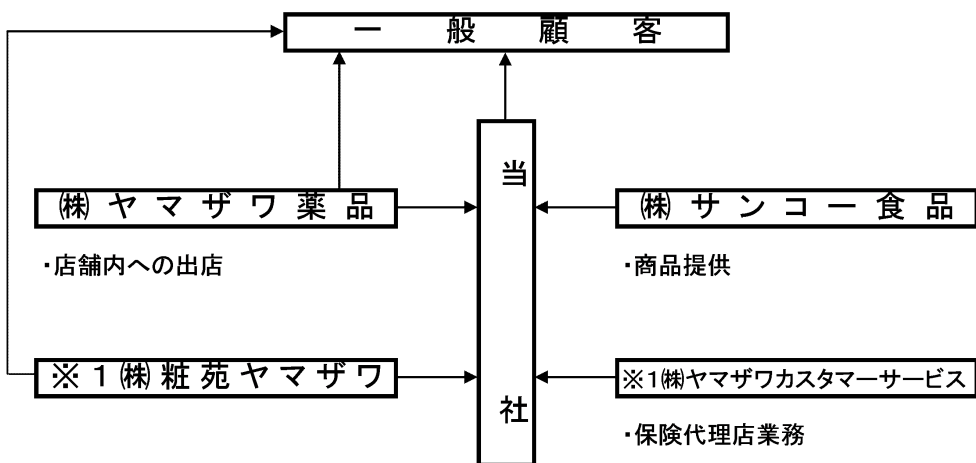 一般顧客
当社
㈱ヤマザワ薬品
㈱サンコー食品
・店舗内への出店
・商品提供
※1㈱粧苑ヤマザワ
※1㈱ヤマザワカスタマーサービス
・保険代理店業務